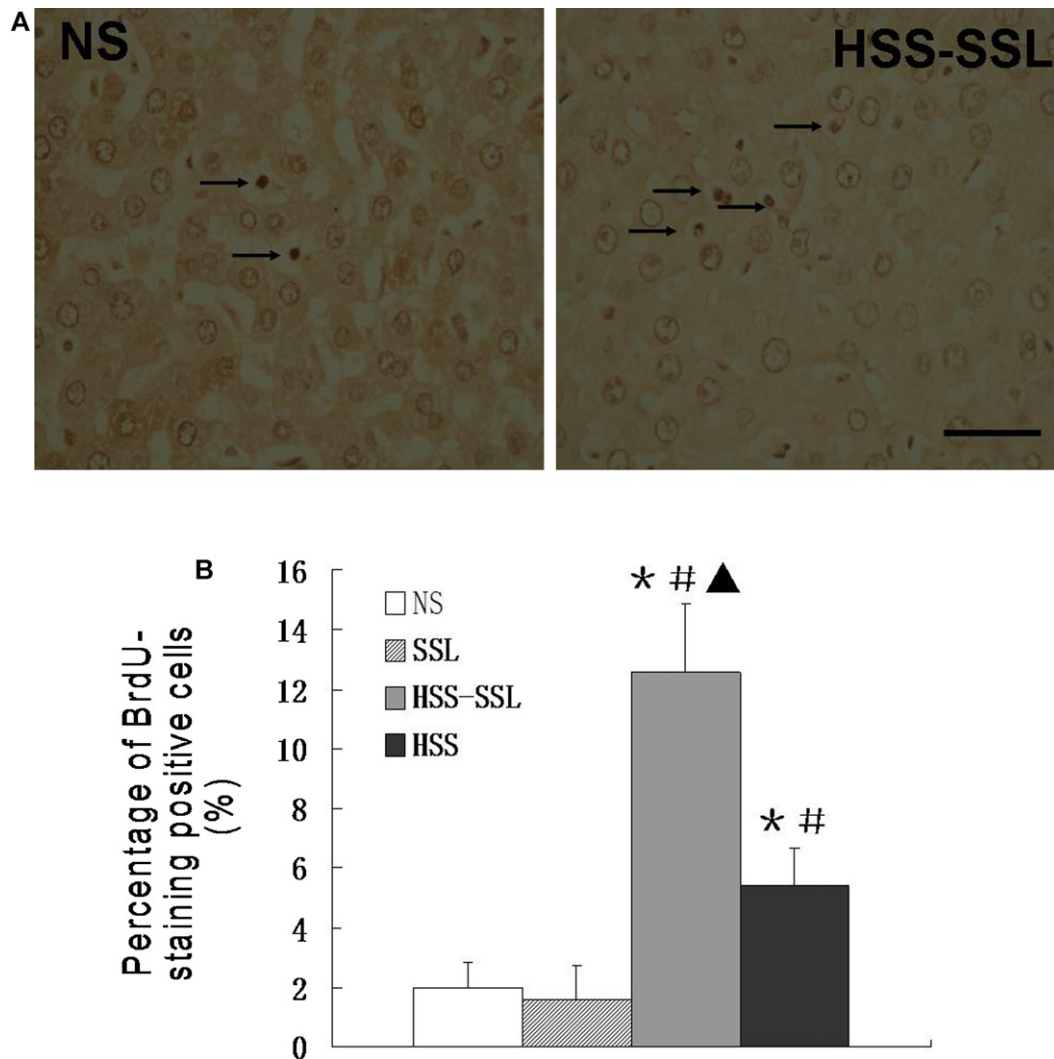 A
NS
HSS-SSL
B
Percentage of BrdU-
staining positive cells
(%)
16
14
12
10
8
6
4
2
0
NS
SSL
HSS-SSL
HSS
* # ▲
* #